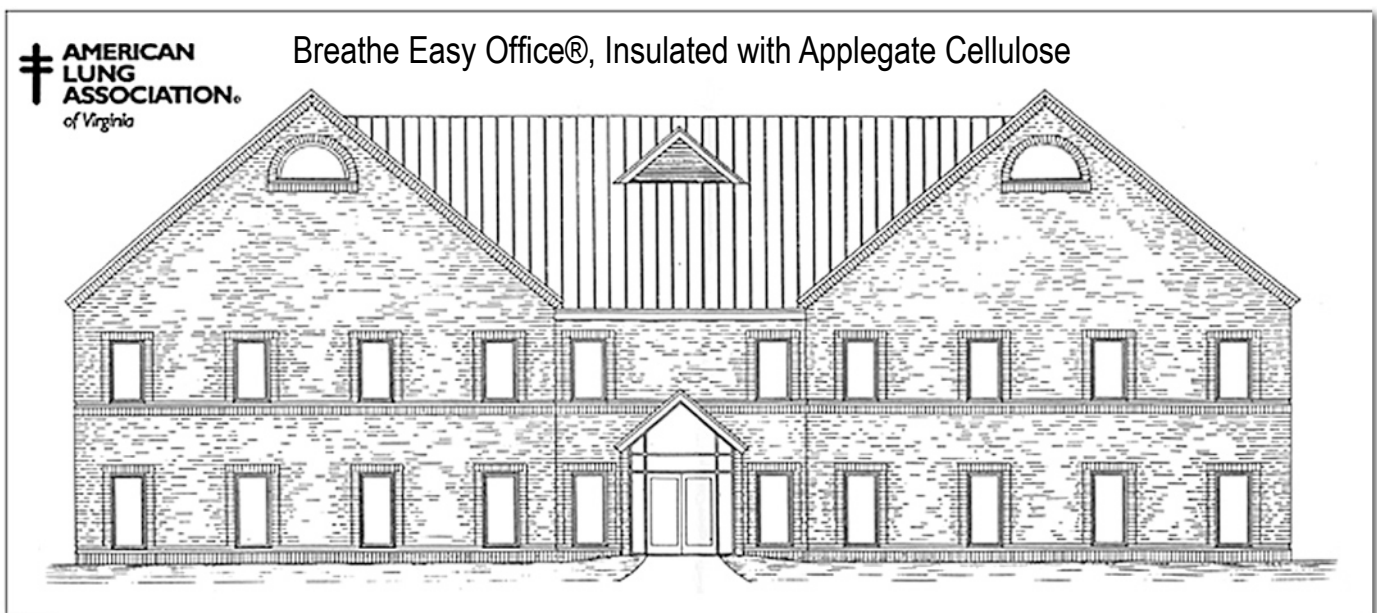 AMERICAN
LUNG
ASSOCIATION®
of Virginia
Breathe Easy Office®, Insulated with Applegate Cellulose